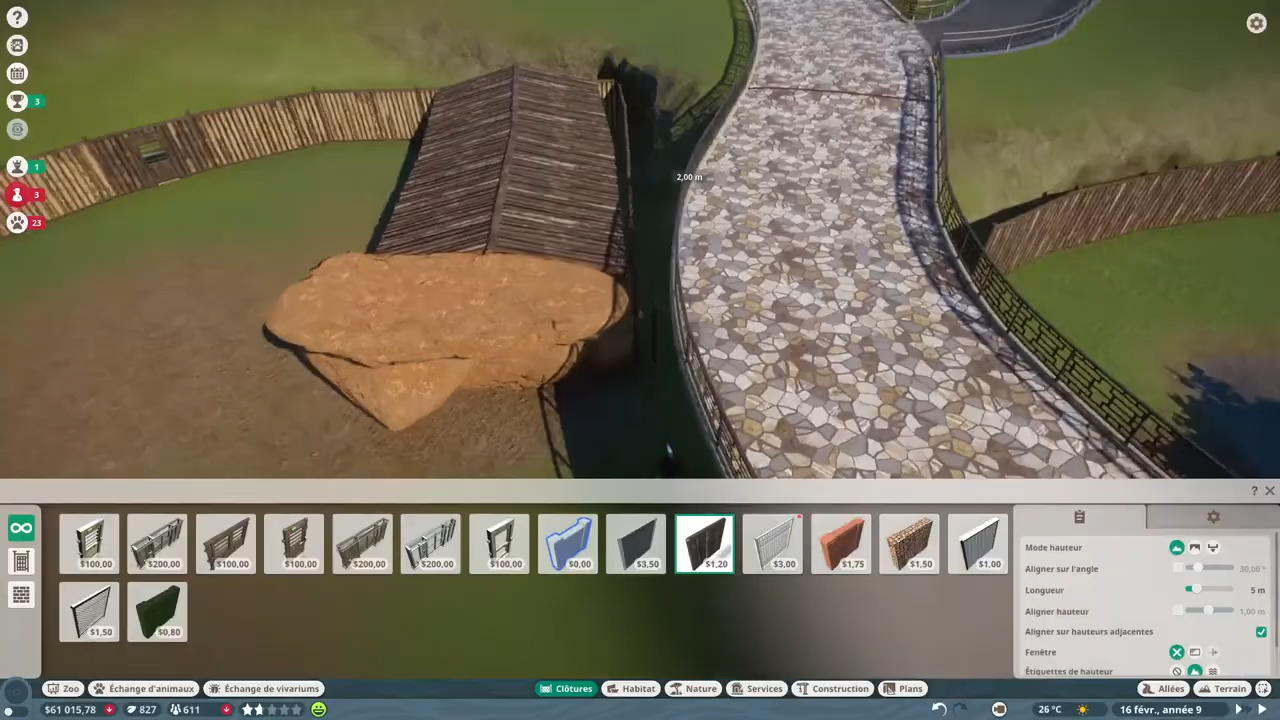 ?
3
1
3
23
2,00 m
? ✕
$100,00
$200,00
$100,00
$100,00
$200,00
$200,00
$100,00
$0,00
$3,50
$1,20
$3,00
$1,75
$1,50
$1,00
$1,50
$0,80
Mode hauteur
Aligner sur l'angle 30,00 °
Longueur 5 m
Aligner hauteur 1,00 m
Aligner sur hauteurs adjacentes
Fenêtre
Étiquettes de hauteur
Zoo
Échange d'animaux
Échange de vivariums
Clôtures
Habitat
Nature
Services
Construction
Plans
Allées
Terrain
$61 015,78
827
611
26 °C
16 févr., année 9